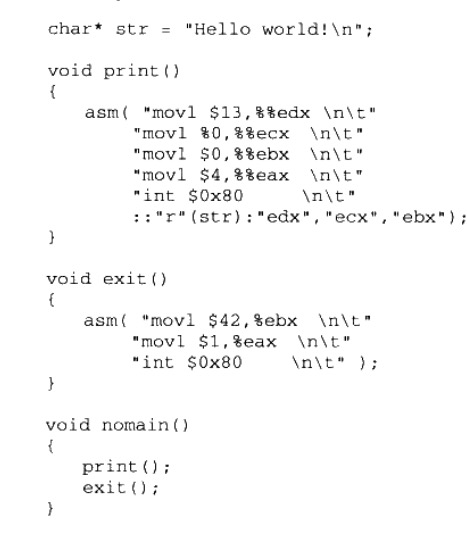 char* str = "Hello world!\n";
void print()
{
asm( "movl $13,%%edx \n\t"
"movl %0,%%ecx \n\t"
"movl $0,%%ebx \n\t"
"movl $4,%%eax \n\t"
"int $0x80 \n\t"
::"r"(str):"edx","ecx","ebx");
}
void exit()
{
asm( "movl $42,%ebx \n\t"
"movl $1,%eax \n\t"
"int $0x80 \n\t" );
}
void nomain()
{
print();
exit();
}